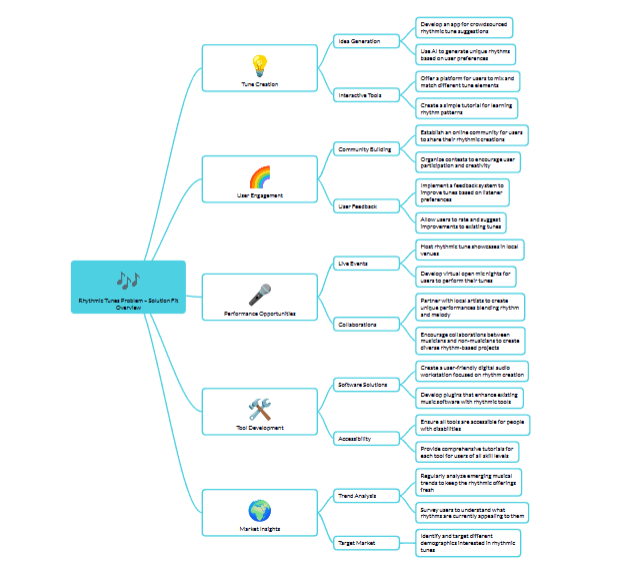 Rhythmic Tunes Problem - Solution Fit
Overview
Tune Creation
Idea Generation
Develop an app for crowdsourced
rhythmic tune suggestions
Use AI to generate unique rhythms
based on user preferences
Interactive Tools
Offer a platform for users to mix and
match different tune elements
Create a simple tutorial for learning
rhythm patterns
User Engagement
Community Building
Establish an online community for users
to share their rhythmic creations
Organize contests to encourage user
participation and creativity
User Feedback
Implement a feedback system to
improve tunes based on listener
preferences
Allow users to rate and suggest
improvements to existing tunes
Performance Opportunities
Live Events
Host rhythmic tune showcases in local
venues
Develop virtual open mic nights for
users to perform their tunes
Collaborations
Partner with local artists to create
unique performances blending rhythm
and melody
Encourage collaborations between
musicians and non-musicians to create
diverse rhythm-based projects
Tool Development
Software Solutions
Create a user-friendly digital audio
workstation focused on rhythm creation
Develop plugins that enhance existing
music software with rhythmic tools
Accessibility
Ensure all tools are accessible for people
with disabilities
Provide comprehensive tutorials for
each tool for users of all skill levels
Market Insights
Trend Analysis
Regularly analyze emerging musical
trends to keep the rhythmic offerings
fresh
Survey users to understand what
rhythms are currently appealing to them
Target Market
Identify and target different
demographics interested in rhythmic
tunes